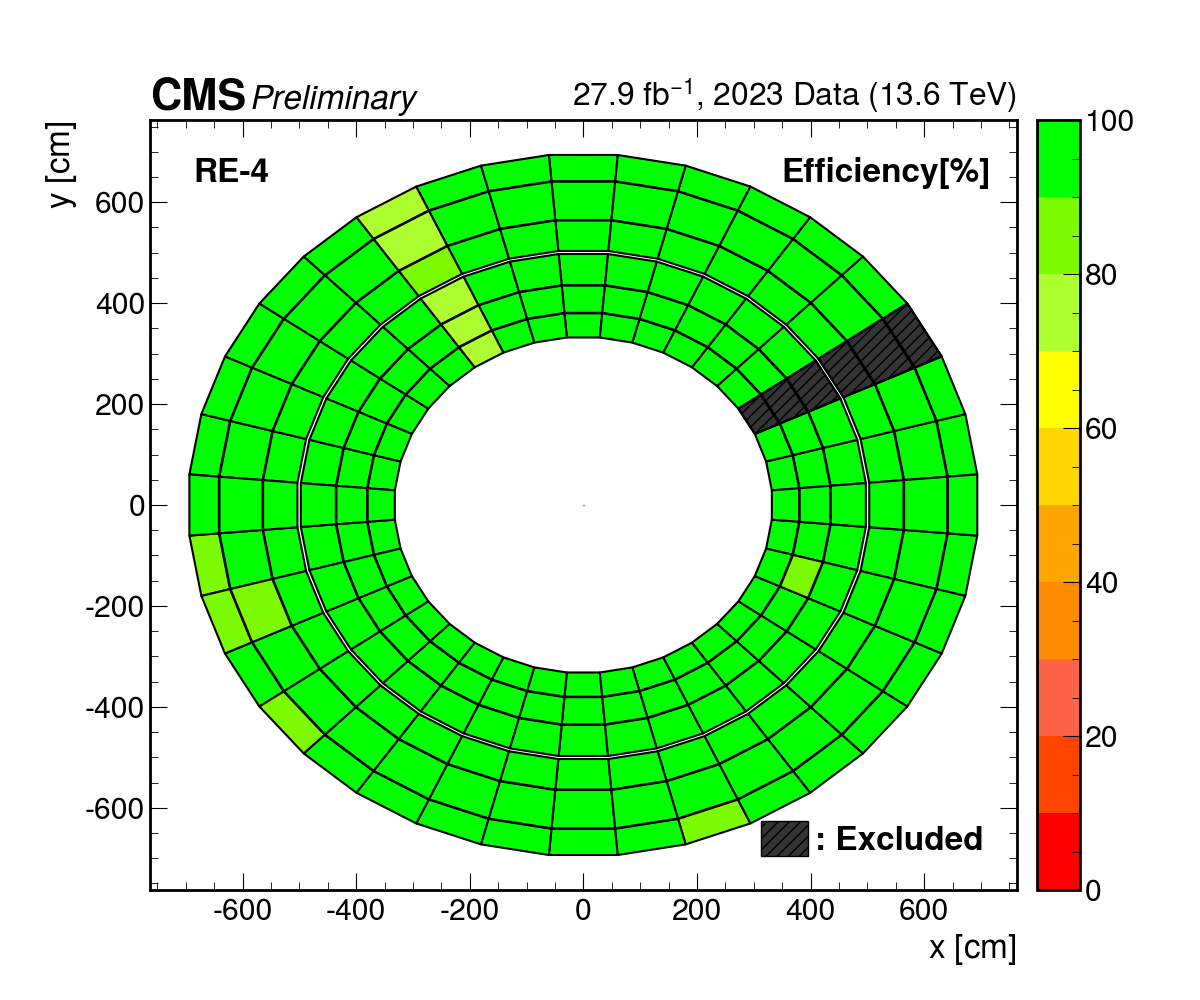 CMS Preliminary 27.9 fb⁻¹, 2023 Data (13.6 TeV)
y [cm]
RE-4 Efficiency[%]
600
400
200
0
-200
-400
-600
: Excluded
-600 -400 -200 0 200 400 600
x [cm]
100
80
60
40
20
0